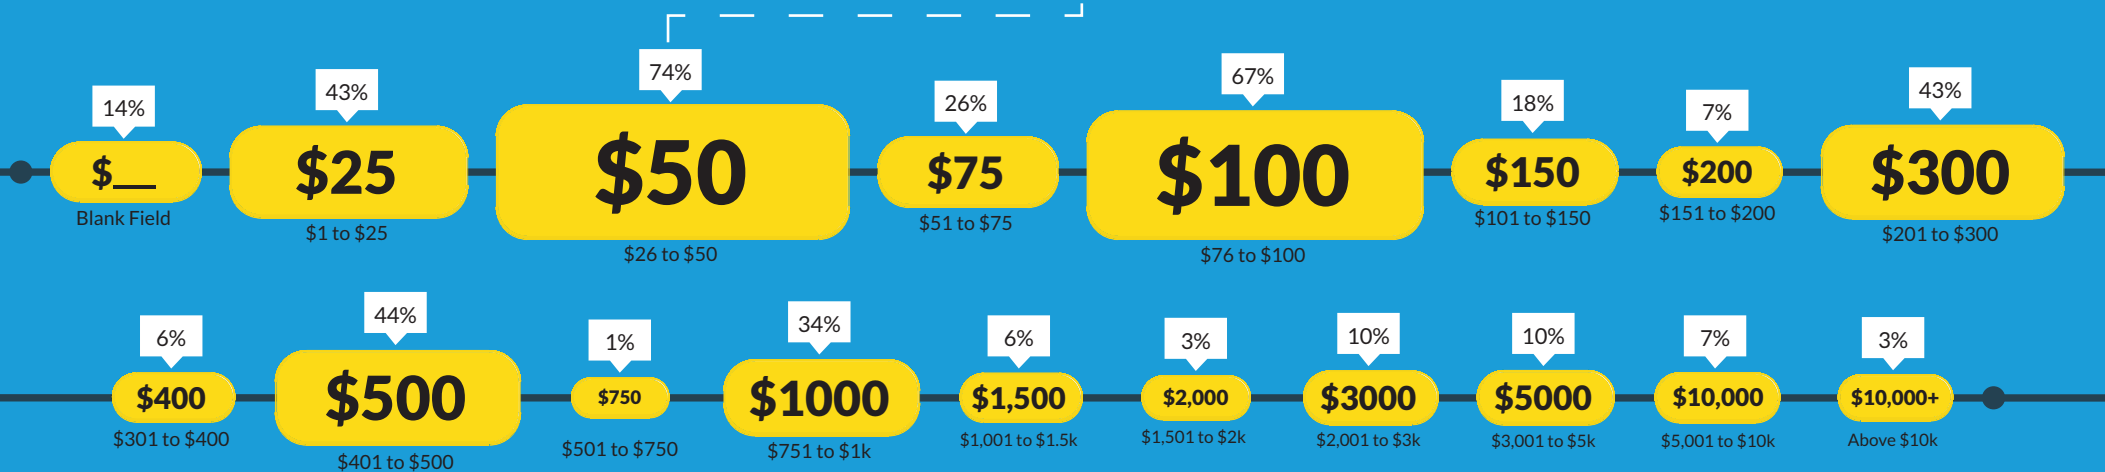 14%
$__
Blank Field
43%
$25
$1 to $25
74%
$50
$26 to $50
26%
$75
$51 to $75
67%
$100
$76 to $100
18%
$150
$101 to $150
7%
$200
$151 to $200
43%
$300
$201 to $300
6%
$400
$301 to $400
44%
$500
$401 to $500
1%
$750
$501 to $750
34%
$1000
$751 to $1k
6%
$1,500
$1,001 to $1.5k
3%
$2,000
$1,501 to $2k
10%
$3000
$2,001 to $3k
10%
$5000
$3,001 to $5k
7%
$10,000
$5,001 to $10k
3%
$10,000+
Above $10k